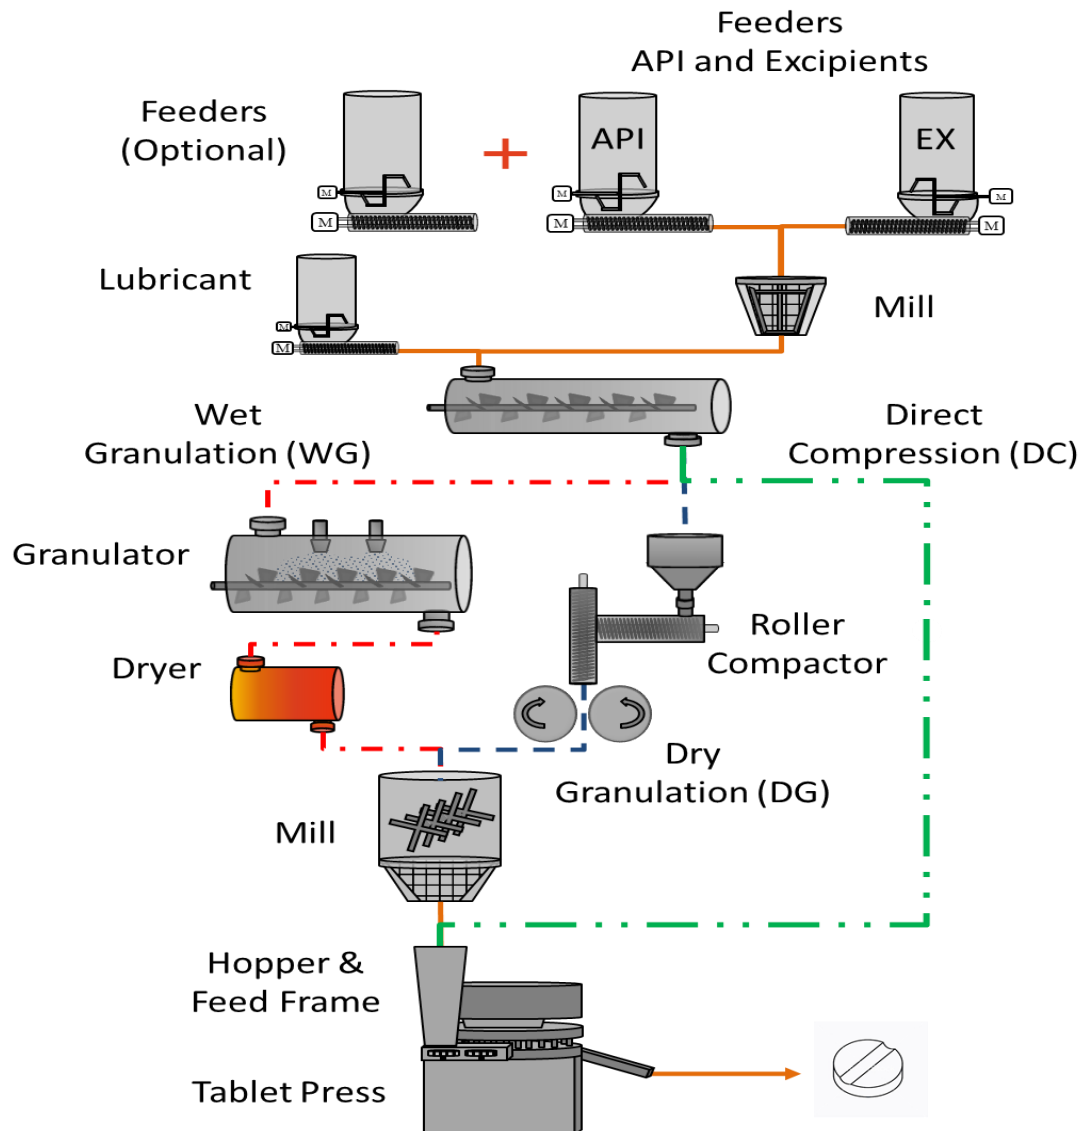 Feeders
API and Excipients
Feeders
(Optional)
API
EX
M
M
M
M
M
M
Lubricant
M
M
Mill
Wet
Granulation (WG)
Direct
Compression (DC)
Granulator
Roller
Compactor
Dryer
Dry
Granulation (DG)
Mill
Hopper &
Feed Frame
Tablet Press